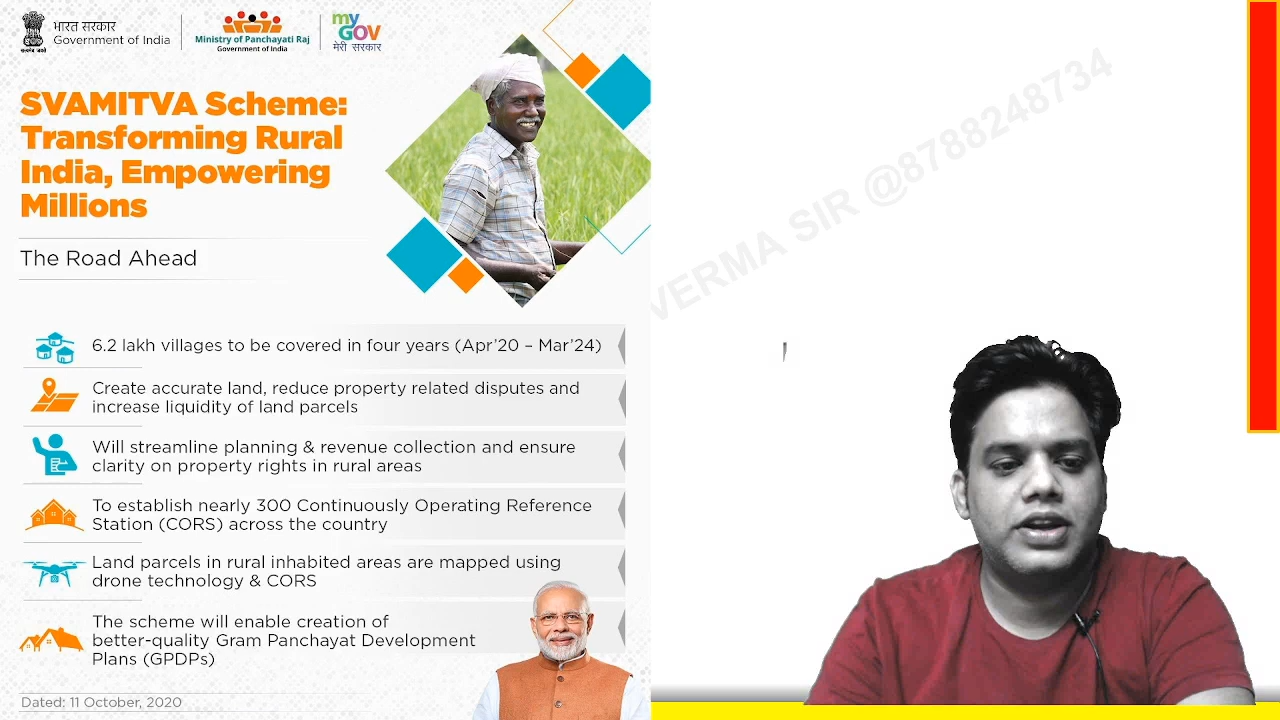 भारत सरकार
Government of India
सत्यमेव जयते
Ministry of Panchayati Raj
Government of India
my
GOV
मेरी सरकार
SVAMITVA Scheme:
Transforming Rural
India, Empowering
Millions
The Road Ahead
6.2 lakh villages to be covered in four years (Apr'20 – Mar'24)
Create accurate land, reduce property related disputes and
increase liquidity of land parcels
Will streamline planning & revenue collection and ensure
clarity on property rights in rural areas
To establish nearly 300 Continuously Operating Reference
Station (CORS) across the country
Land parcels in rural inhabited areas are mapped using
drone technology & CORS
The scheme will enable creation of
better-quality Gram Panchayat Development
Plans (GPDPs)
Dated: 11 October, 2020
VERMA SIR @8788248734